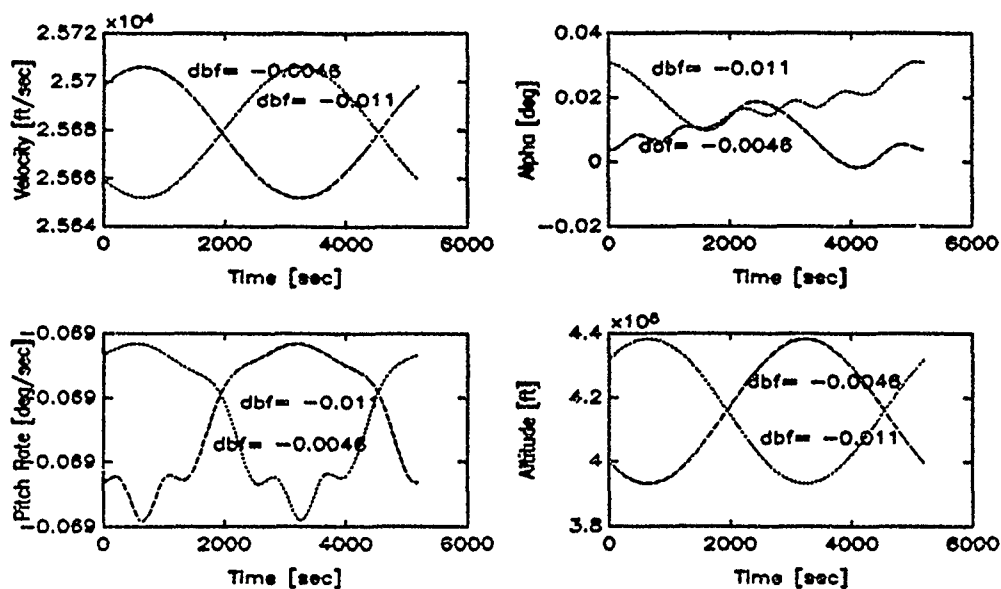 ×10⁴
2.572
2.57
2.568
2.566
2.564
Velocity [ft/sec]
dbf= -0.0046
dbf= -0.011
0 2000 4000 6000
Time [sec]
0.04
0.02
0
-0.02
Alpha [deg]
dbf= -0.011
dbf= -0.0046
0 2000 4000 6000
Time [sec]
-0.069
-0.069
-0.069
-0.069
Pitch Rate [deg/sec]
dbf= -0.011
dbf= -0.0046
0 2000 4000 6000
Time [sec]
×10⁶
4.4
4.2
4
3.8
Altitude [ft]
dbf= -0.0046
dbf= -0.011
0 2000 4000 6000
Time [sec]